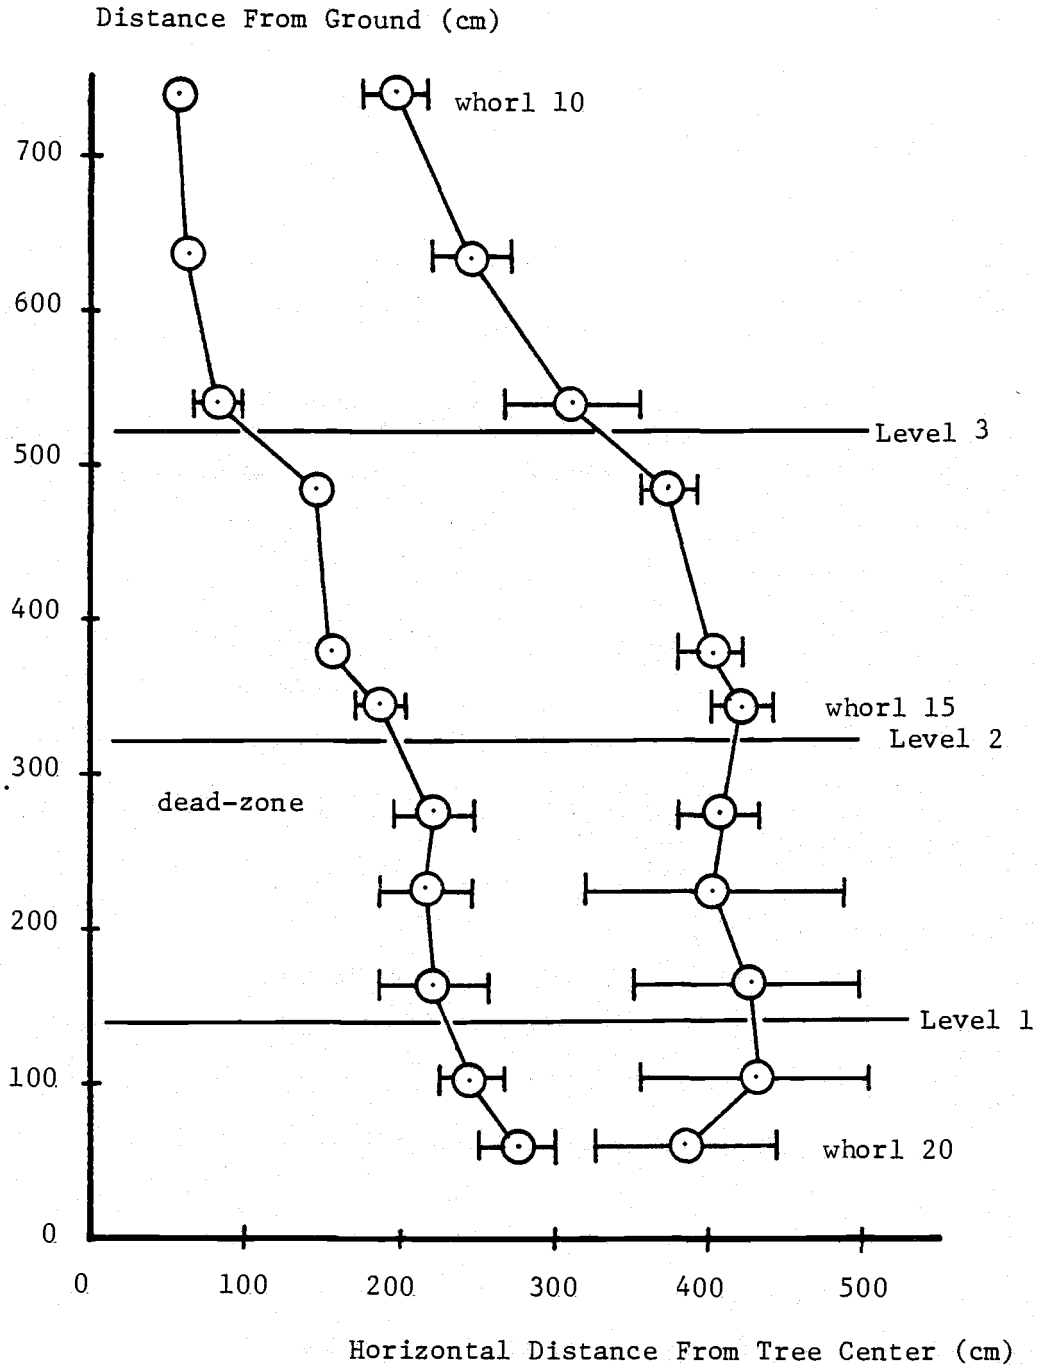 Distance From Ground (cm)
whorl 10
700
600
Level 3
500
400
whorl 15
Level 2
300
dead-zone
200
Level 1
100
whorl 20
0
0 100 200 300 400 500
Horizontal Distance From Tree Center (cm)